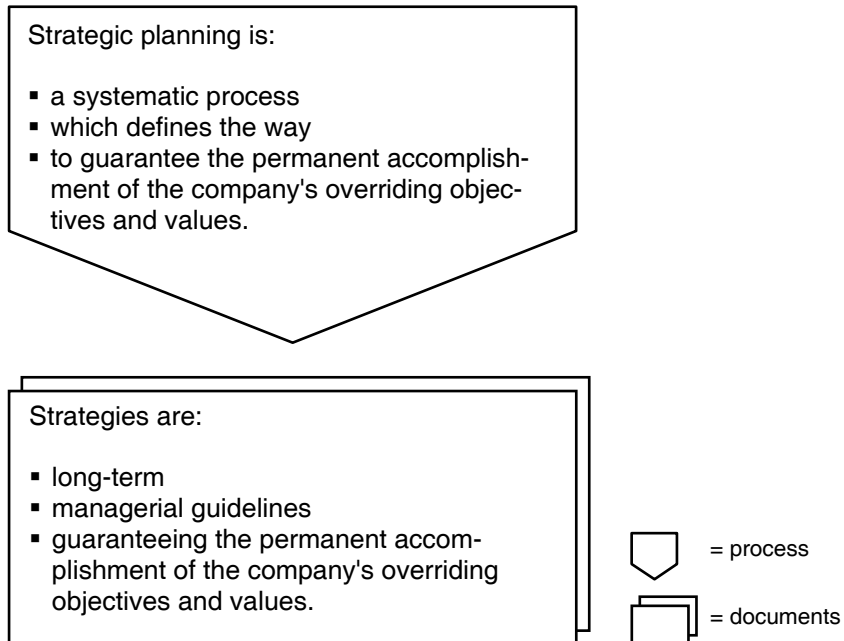 Strategic planning is:
▪ a systematic process
▪ which defines the way
▪ to guarantee the permanent accomplish-
ment of the company's overriding objec-
tives and values.
Strategies are:
▪ long-term
▪ managerial guidelines
▪ guaranteeing the permanent accom-
plishment of the company's overriding
objectives and values.
= process
= documents